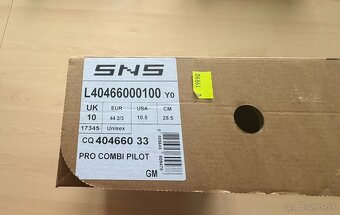 SNS
L40466000100 Y0
UK EUR USA CM
10 44 2/3 10.5 28.5
17345 Unisex
CQ 404660 33
PRO COMBI PILOT
GM